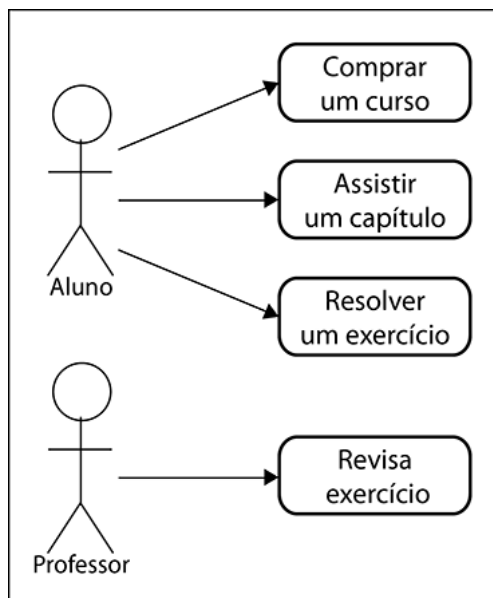 Comprar
um curso
Assistir
um capítulo
Aluno
Resolver
um exercício
Revisa
exercício
Professor